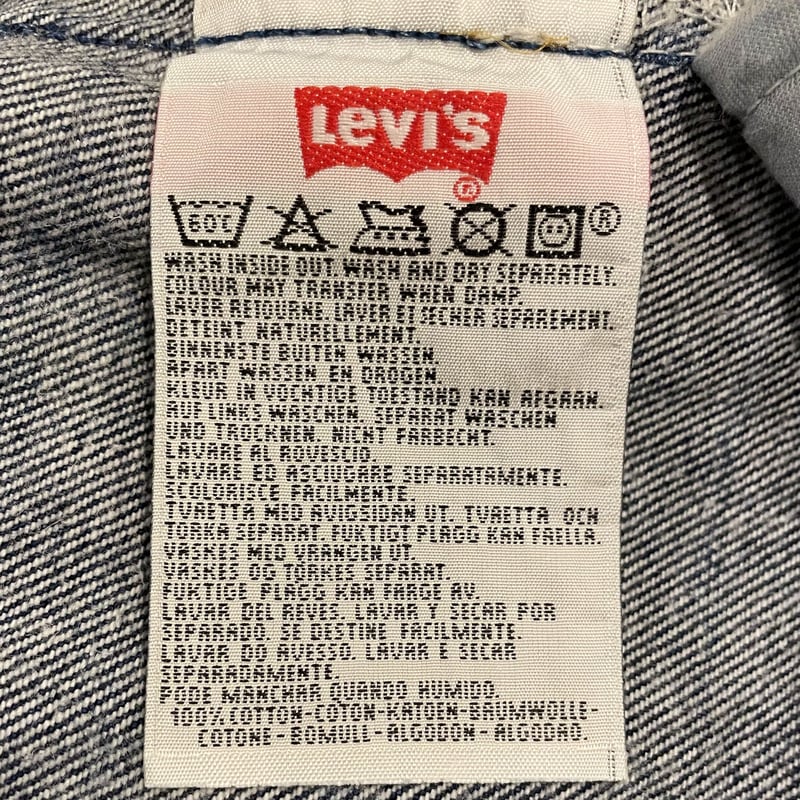 Levi's
®
60C
®
WASH INSIDE OUT. WASH AND DRY SEPARATELY.
COLOUR MAY TRANSFER WHEN DAMP.
LAVER RETOURNE. LAVER ET SECHER SEPAREMENT.
DETEINT NATURELLEMENT.
BINNENSTE BUITEN WASSEN.
APART WASSEN EN DROGEN.
KLEUR IN VOCHTIGE TOESTAND KAN AFGAAN.
AUF LINKS WASCHEN. SEPARAT WASCHEN
UND TROCKNEN. NICHT FARBECHT.
LAVARE AL ROVESCIO.
LAVARE ED ASCIUGARE SEPARATAMENTE.
SCOLORISCE FACILMENTE.
TVAETTA MED AVIGSIDAN UT. TVAETTA OCH
TORKA SEPARAT. FUKTIGT PLAGG KAN FAELLA.
VASKES MED VRANGEN UT.
VASKES OG TORKES SEPARAT.
FUKTIGE PLAGG KAN FARGE AV.
LAVAR DEL REVES. LAVAR Y SECAR POR
SEPARADO. SE DESTINE FACILMENTE.
LAVAR DO AVESSO. LAVAR E SECAR
SEPARADAMENTE.
PODE MANCHAR QUANDO HUMIDO.
100% COTTON-COTON-KATOEN-BAUMWOLLE-
COTONE-BOMULL-ALGODON-ALGODAO.